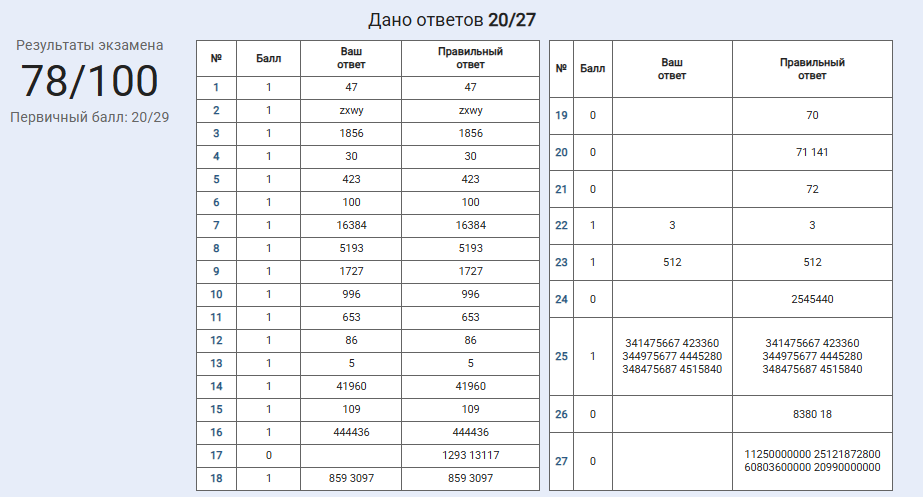 Дано ответов 20/27
Результаты экзамена
78/100
Первичный балл: 20/29
№ Балл Ваш ответ Правильный ответ
1 1 47 47
2 1 zxwy zxwy
3 1 1856 1856
4 1 30 30
5 1 423 423
6 1 100 100
7 1 16384 16384
8 1 5193 5193
9 1 1727 1727
10 1 996 996
11 1 653 653
12 1 86 86
13 1 5 5
14 1 41960 41960
15 1 109 109
16 1 444436 444436
17 0 1293 13117
18 1 859 3097 859 3097
№ Балл Ваш ответ Правильный ответ
19 0 70
20 0 71 141
21 0 72
22 1 3 3
23 1 512 512
24 0 2545440
25 1 341475667 423360 341475667 423360
344975677 4445280 344975677 4445280
348475687 4515840 348475687 4515840
26 0 8380 18
27 0 11250000000 25121872800
60803600000 20990000000